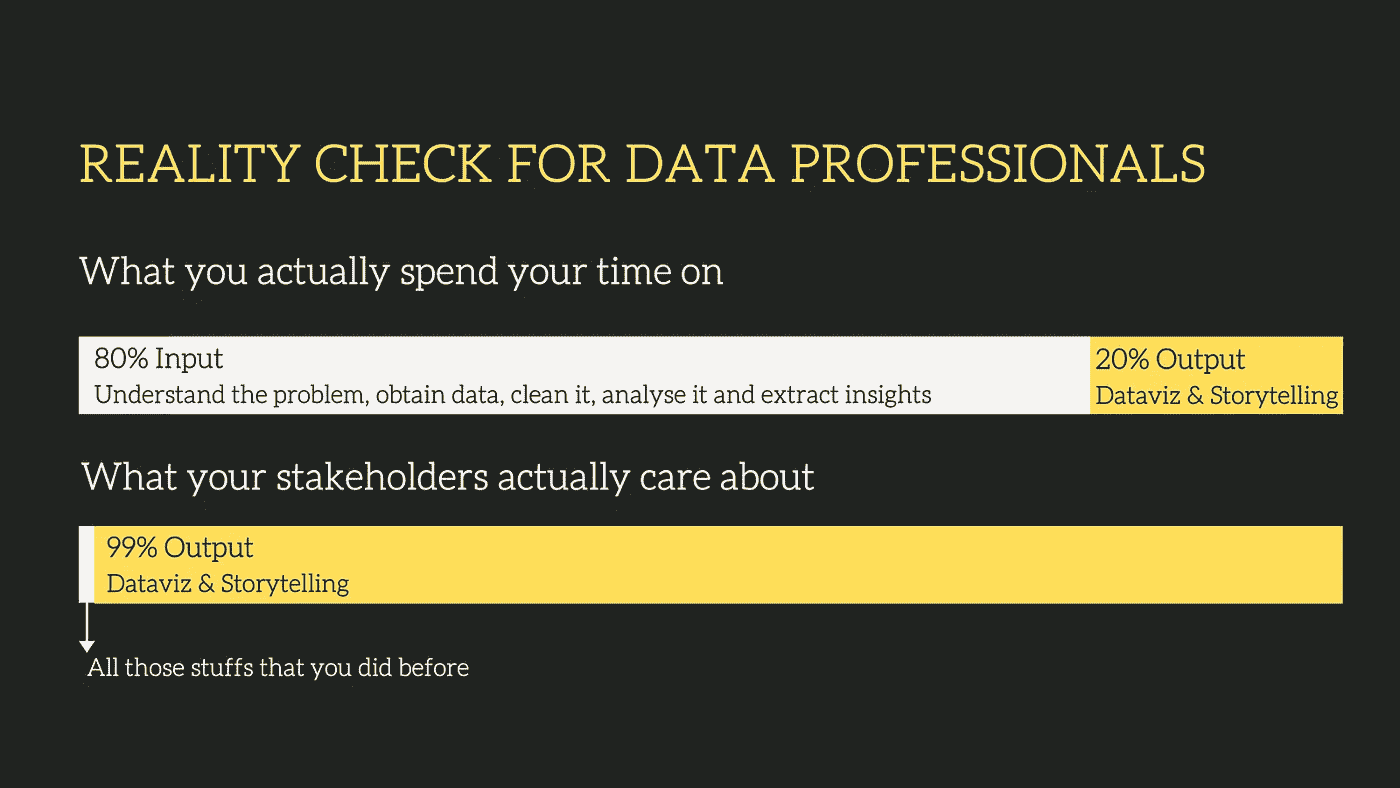 REALITY CHECK FOR DATA PROFESSIONALS
What you actually spend your time on
80% Input
Understand the problem, obtain data, clean it, analyse it and extract insights
20% Output
Dataviz & Storytelling
What your stakeholders actually care about
99% Output
Dataviz & Storytelling
All those stuffs that you did before